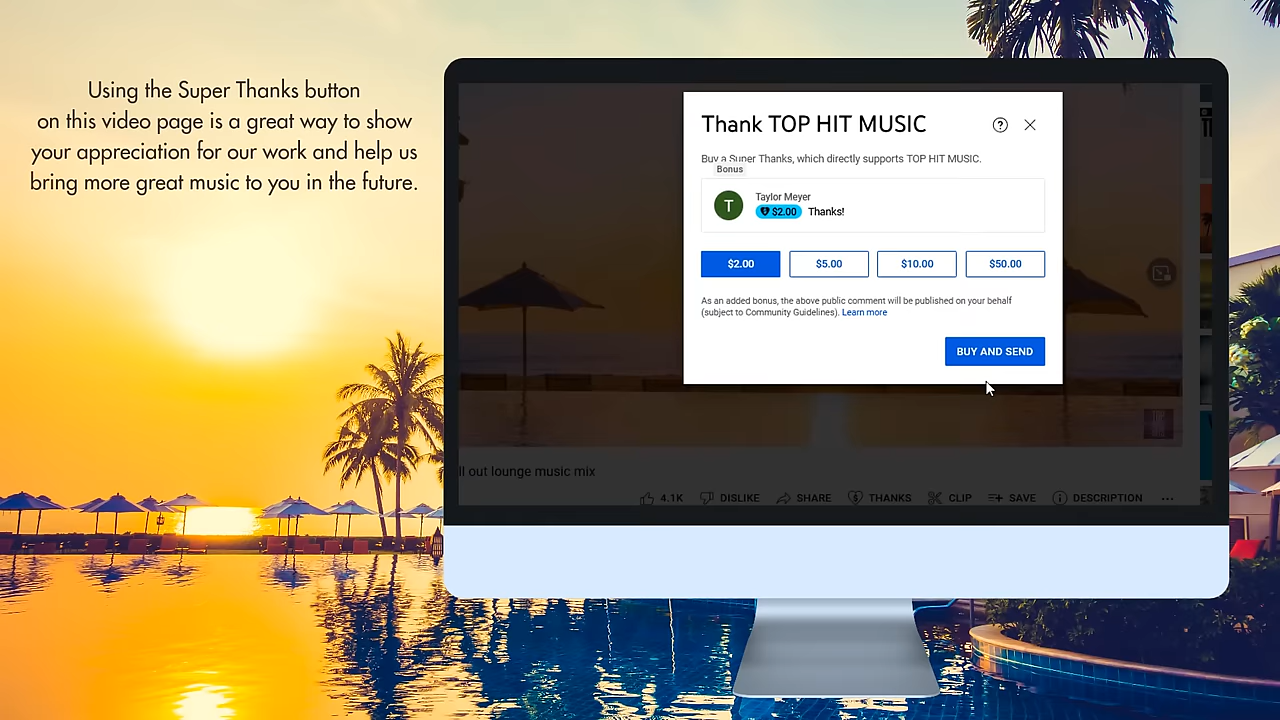 Using the Super Thanks button
on this video page is a great way to show
your appreciation for our work and help us
bring more great music to you in the future.
Thank TOP HIT MUSIC
Buy a Super Thanks, which directly supports TOP HIT MUSIC.
Bonus
T
Taylor Meyer
$2.00 Thanks!
$2.00 $5.00 $10.00 $50.00
As an added bonus, the above public comment will be published on your behalf
(subject to Community Guidelines). Learn more
BUY AND SEND
ll out lounge music mix
4.1K DISLIKE SHARE THANKS CLIP SAVE DESCRIPTION